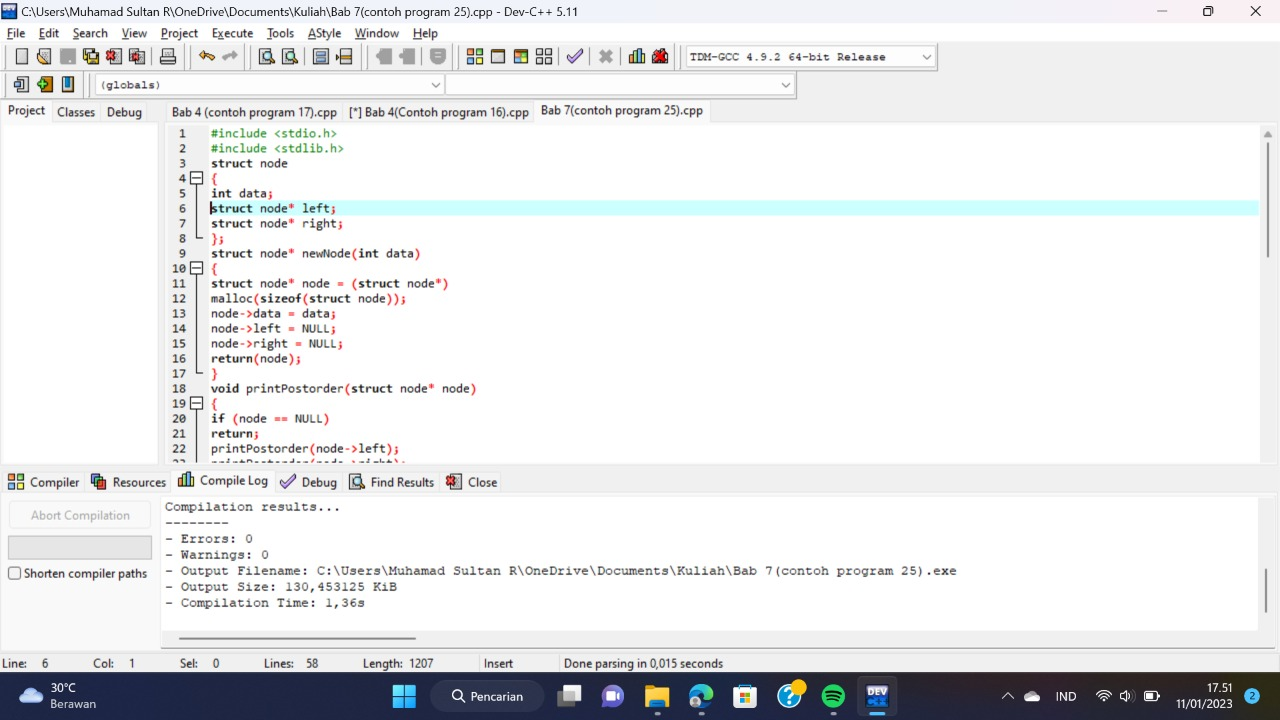 C:\Users\Muhamad Sultan R\OneDrive\Documents\Kuliah\Bab 7(contoh program 25).cpp - Dev-C++ 5.11
File Edit Search View Project Execute Tools AStyle Window Help
TDM-GCC 4.9.2 64-bit Release
(globals)
Project Classes Debug Bab 4 (contoh program 17).cpp [*] Bab 4(Contoh program 16).cpp Bab 7(contoh program 25).cpp
1 #include <stdio.h>
2 #include <stdlib.h>
3 struct node
4 {
5 int data;
6 struct node* left;
7 struct node* right;
8 };
9 struct node* newNode(int data)
10 {
11 struct node* node = (struct node*)
12 malloc(sizeof(struct node));
13 node->data = data;
14 node->left = NULL;
15 node->right = NULL;
16 return(node);
17 }
18 void printPostorder(struct node* node)
19 {
20 if (node == NULL)
21 return;
22 printPostorder(node->left);
23 printPostorder(node->right);
Compiler Resources Compile Log Debug Find Results Close
Abort Compilation
Shorten compiler paths
Compilation results...
--------
- Errors: 0
- Warnings: 0
- Output Filename: C:\Users\Muhamad Sultan R\OneDrive\Documents\Kuliah\Bab 7(contoh program 25).exe
- Output Size: 130,453125 KiB
- Compilation Time: 1,36s
Line: 6 Col: 1 Sel: 0 Lines: 58 Length: 1207 Insert Done parsing in 0,015 seconds
30°C
Berawan
Pencarian
DEV
C++
IND
17.51
11/01/2023
2